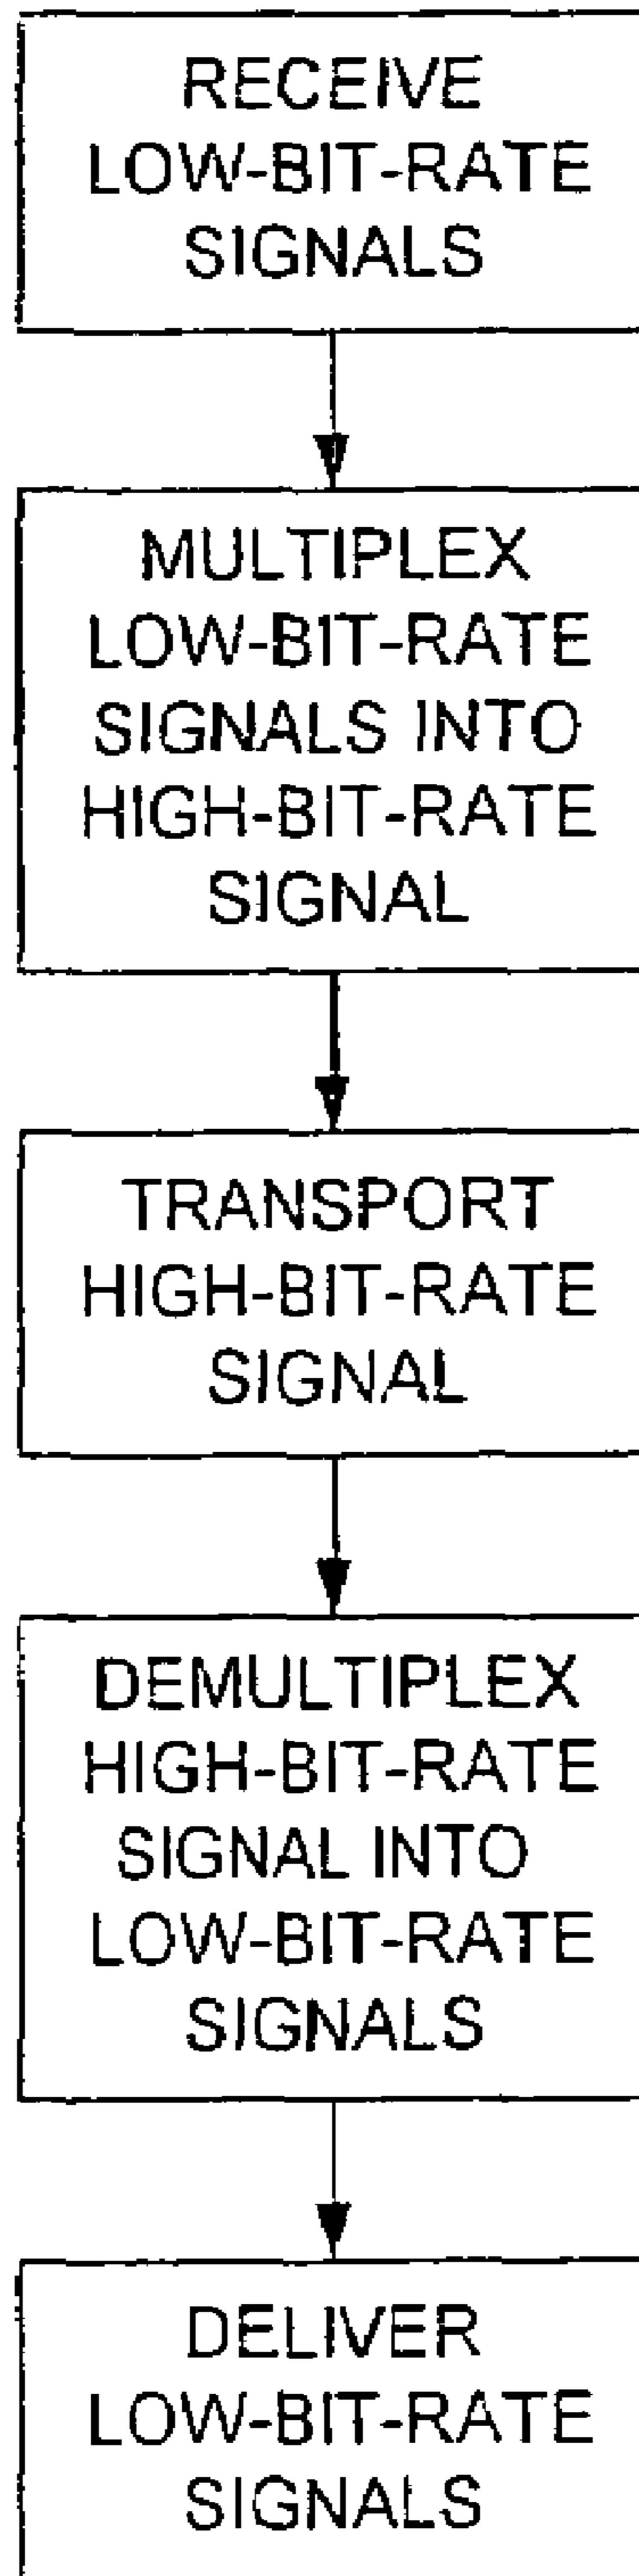 RECEIVE
LOW-BIT-RATE
SIGNALS
MULTIPLEX
LOW-BIT-RATE
SIGNALS INTO
HIGH-BIT-RATE
SIGNAL
TRANSPORT
HIGH-BIT-RATE
SIGNAL
DEMULTIPLEX
HIGH-BIT-RATE
SIGNAL INTO
LOW-BIT-RATE
SIGNALS
DELIVER
LOW-BIT-RATE
SIGNALS